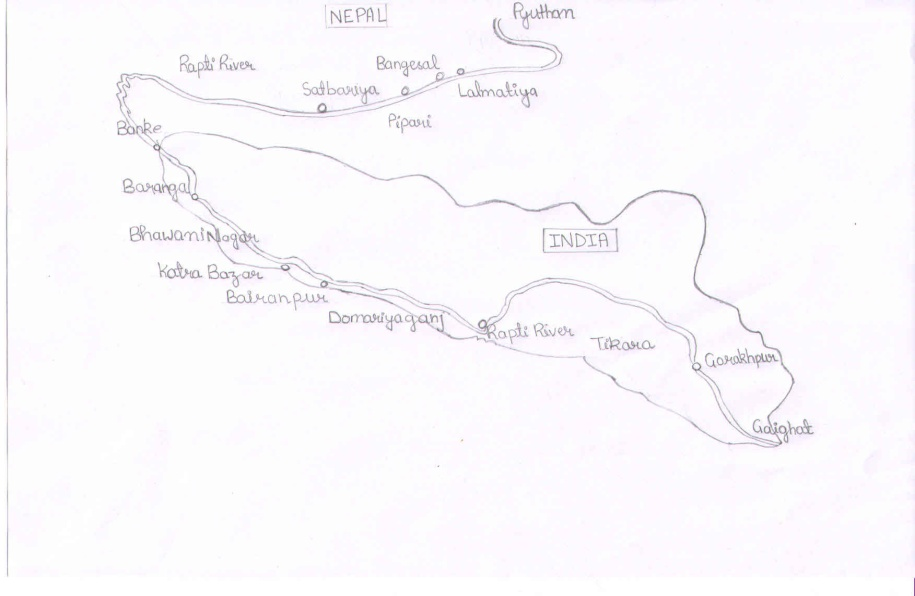 NEPAL
Pyuthan
Rapti River
Bangesal
Satbariya
Lalmatiya
Pipari
Banke
Baranga
Bhawani Nagar
INDIA
Katra Bazar
Balranpur
Domariyaganj
Rapti River
Tikara
Gorakhpur
Galighat